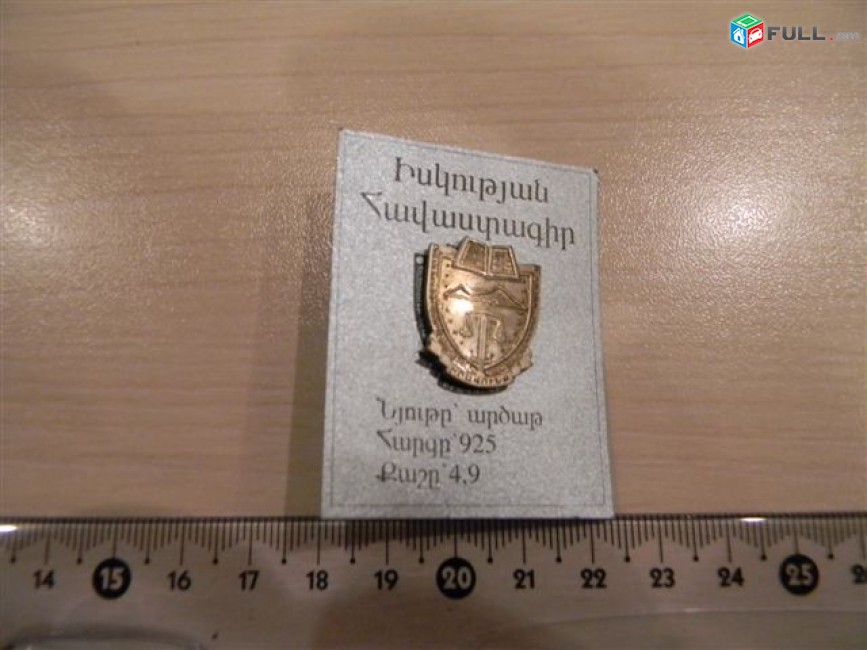 FULL.am
Իսկության
Հավաստագիր
Նյութը՝ արծաթ
Հարգը՝ 925
Քաշը՝ 4,9
14 15 16 17 18 19 20 21 22 23 24 25